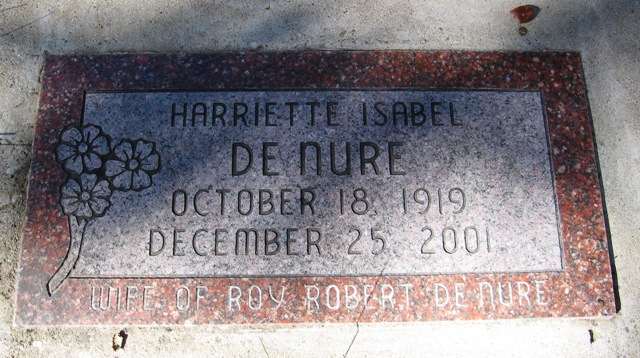 HARRIETTE ISABEL
DE NURE
OCTOBER 18, 1919
DECEMBER 25, 2001
WIFE OF ROY ROBERT DE NURE